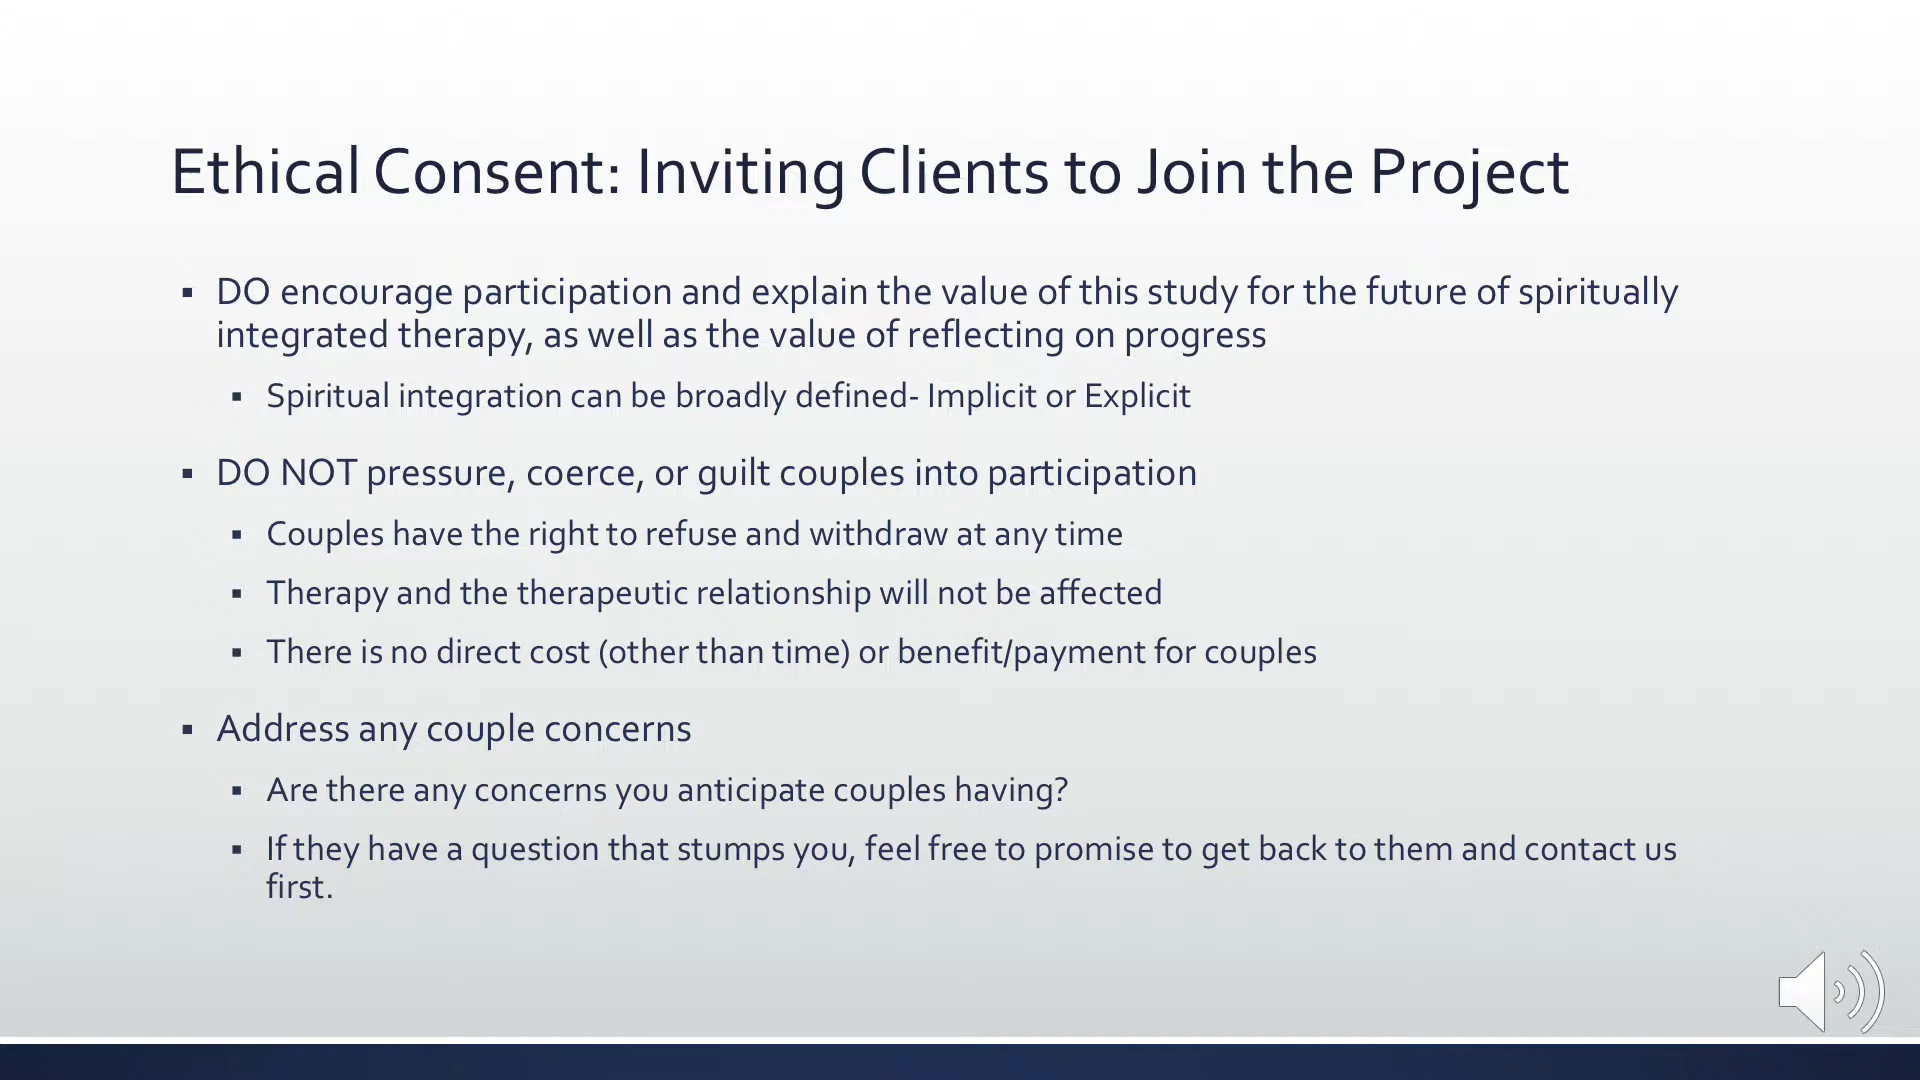 Ethical Consent: Inviting Clients to Join the Project
▪ DO encourage participation and explain the value of this study for the future of spiritually
integrated therapy, as well as the value of reflecting on progress
▪ Spiritual integration can be broadly defined- Implicit or Explicit
▪ DO NOT pressure, coerce, or guilt couples into participation
▪ Couples have the right to refuse and withdraw at any time
▪ Therapy and the therapeutic relationship will not be affected
▪ There is no direct cost (other than time) or benefit/payment for couples
▪ Address any couple concerns
▪ Are there any concerns you anticipate couples having?
▪ If they have a question that stumps you, feel free to promise to get back to them and contact us
first.